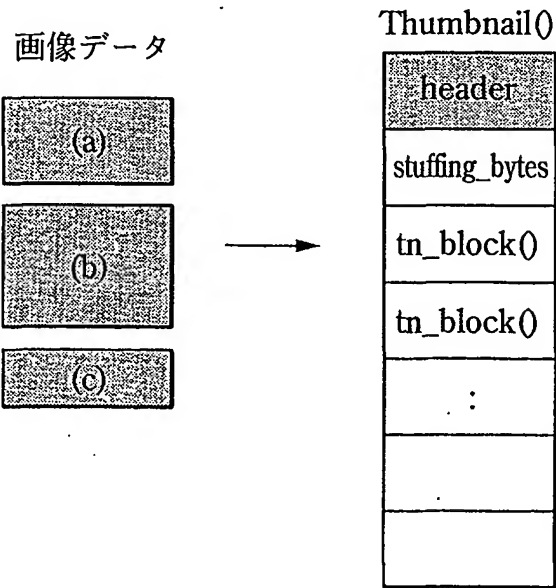 画像データ
(a)
(b)
(c)
Thumbnail()
header
stuffing_bytes
tn_block()
tn_block()
: